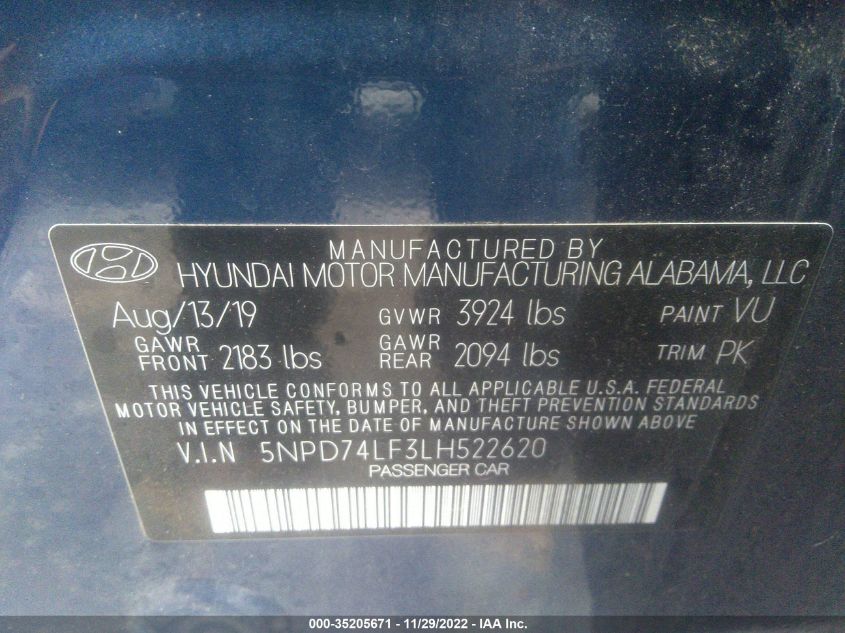 MANUFACTURED BY
HYUNDAI MOTOR MANUFACTURING ALABAMA, LLC
Aug/13/19 GVWR 3924 lbs PAINT VU
GAWR FRONT 2183 lbs GAWR REAR 2094 lbs TRIM PK
THIS VEHICLE CONFORMS TO ALL APPLICABLE U.S.A. FEDERAL
MOTOR VEHICLE SAFETY, BUMPER, AND THEFT PREVENTION STANDARDS
IN EFFECT ON THE DATE OF MANUFACTURE SHOWN ABOVE
V.I.N 5NPD74LF3LH522620
PASSENGER CAR
000-35205671 - 11/29/2022 - IAA Inc.